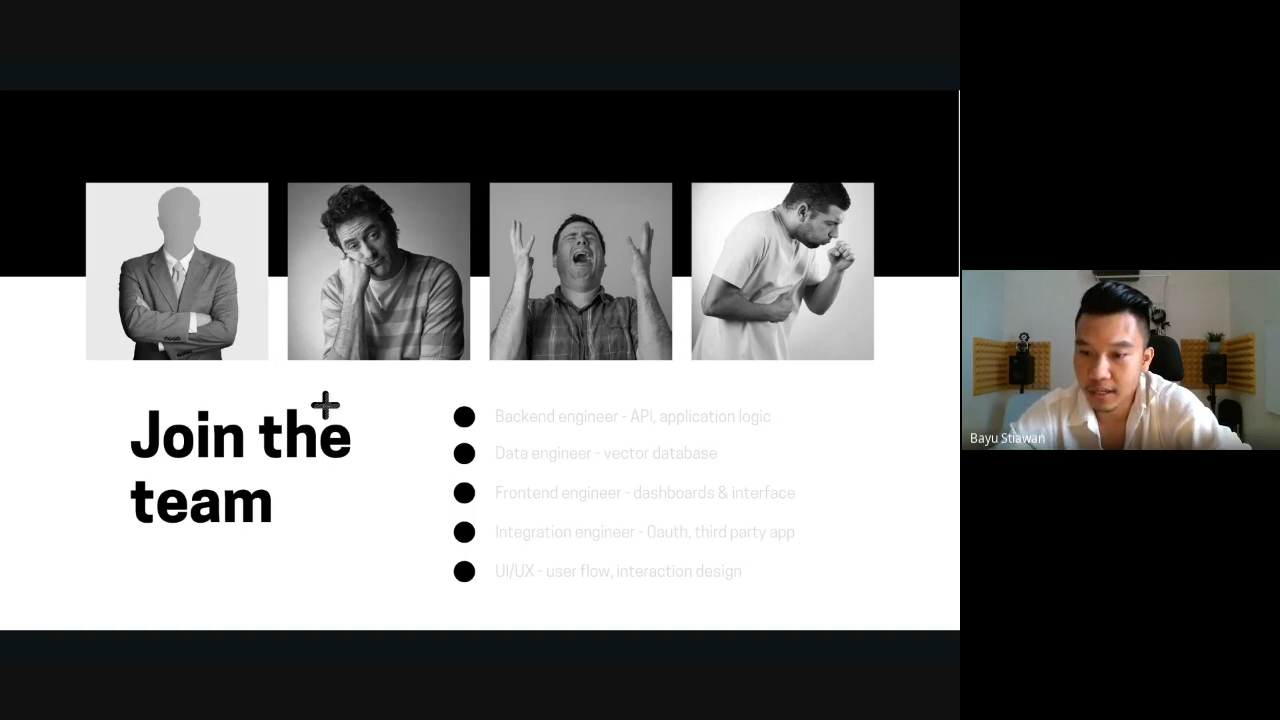 Join the
team
Backend engineer - API, application logic
Data engineer - vector database
Frontend engineer - dashboards & interface
Integration engineer - Oauth, third party app
UI/UX - user flow, interaction design
Bayu Stiawan